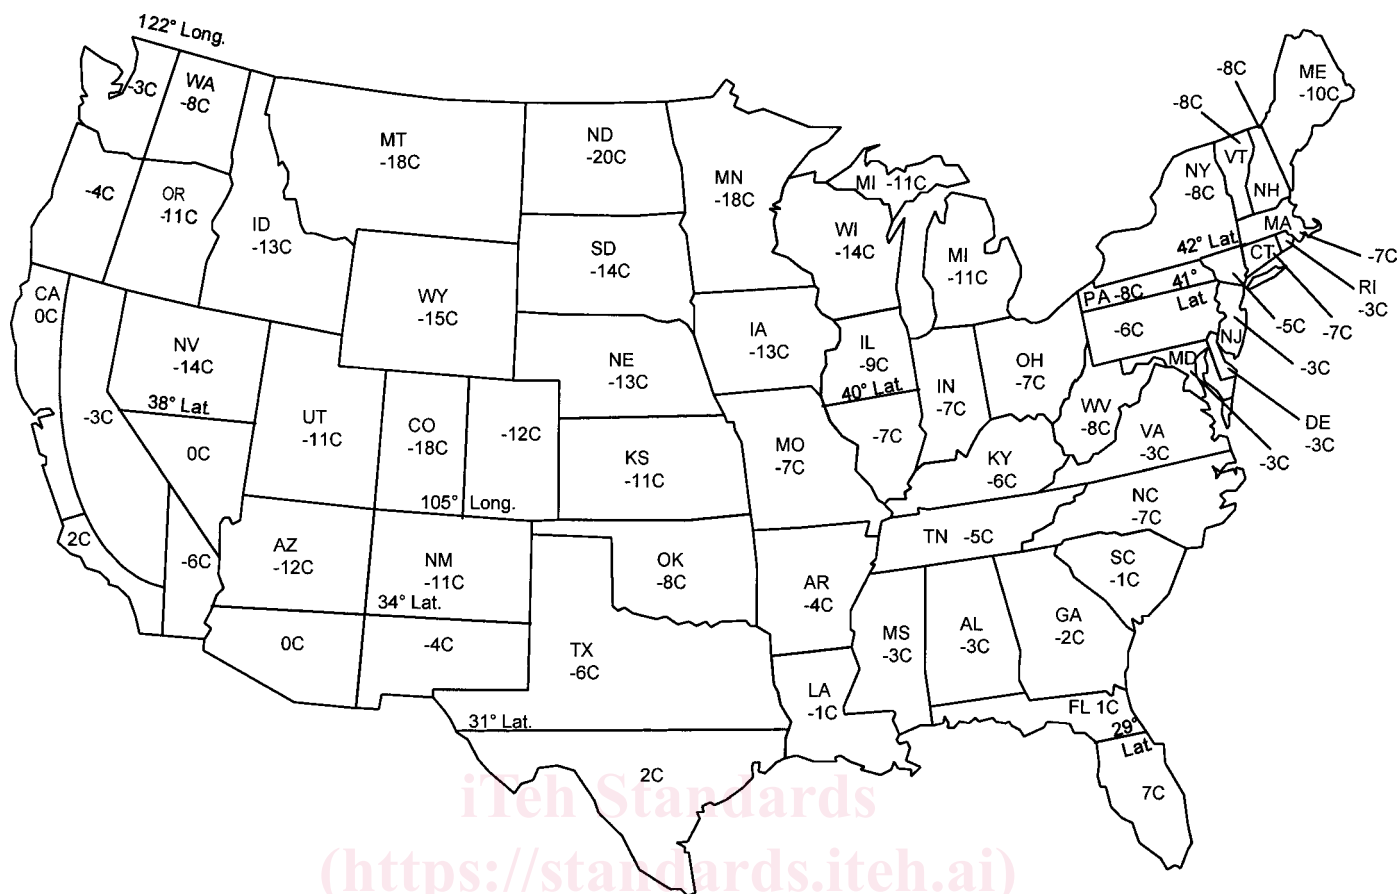 122° Long.
-3C
WA
-8C
-4C
OR
-11C
ID
-13C
MT
-18C
ND
-20C
MN
-18C
SD
-14C
WY
-15C
WI
-14C
MI -11C
MI
-11C
NY
-8C
-8C
-8C
ME
-10C
VT
NH
MA
42° Lat.
CT
-7C
RI
-3C
-7C
-5C
PA -8C
41°
Lat.
-6C
NJ
-3C
MD
DE
-3C
-3C
CA
0C
NV
-14C
38° Lat.
0C
-3C
2C
-6C
UT
-11C
CO
-18C
-12C
105° Long.
NE
-13C
IA
-13C
IL
-9C
40° Lat.
-7C
IN
-7C
OH
-7C
WV
-8C
VA
-3C
KS
-11C
MO
-7C
KY
-6C
NC
-7C
TN -5C
SC
-1C
AZ
-12C
0C
NM
-11C
34° Lat.
-4C
OK
-8C
AR
-4C
TX
-6C
31° Lat.
2C
LA
-1C
MS
-3C
AL
-3C
GA
-2C
FL 1C
29°
Lat.
7C
iTeh Standards
(https://standards.iteh.ai)